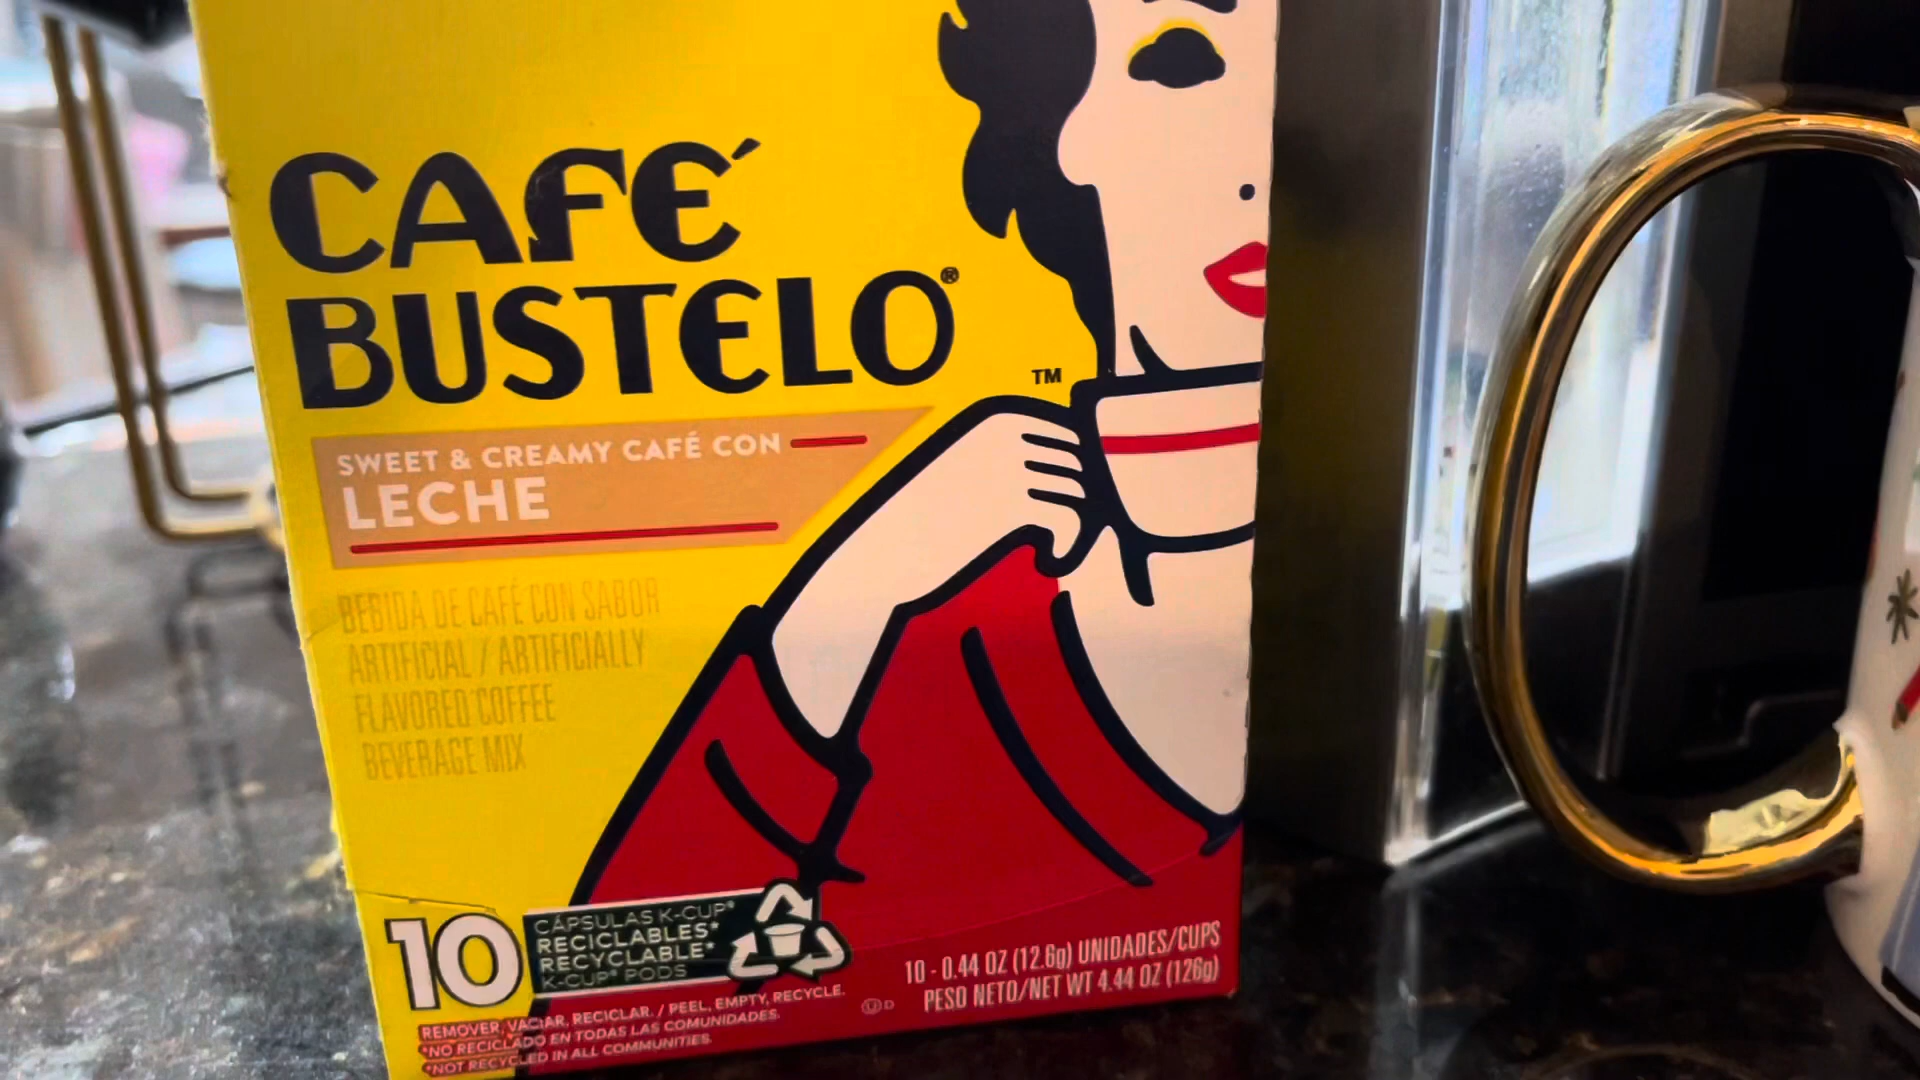 CAFÉ
BUSTELO®
TM
SWEET & CREAMY CAFÉ CON
LECHE
BEBIDA DE CAFÉ CON SABOR
ARTIFICIAL / ARTIFICIALLY
FLAVORED COFFEE
BEVERAGE MIX
10
CÁPSULAS K-CUP®
RECICLABLES*
RECYCLABLE*
K-CUP® PODS
REMOVER, VACIAR, RECICLAR. / PEEL, EMPTY, RECYCLE.
*NO RECICLADO EN TODAS LAS COMUNIDADES.
*NOT RECYCLED IN ALL COMMUNITIES.
U D
10 - 0.44 OZ (12.6g) UNIDADES/CUPS
PESO NETO/NET WT 4.44 OZ (126g)